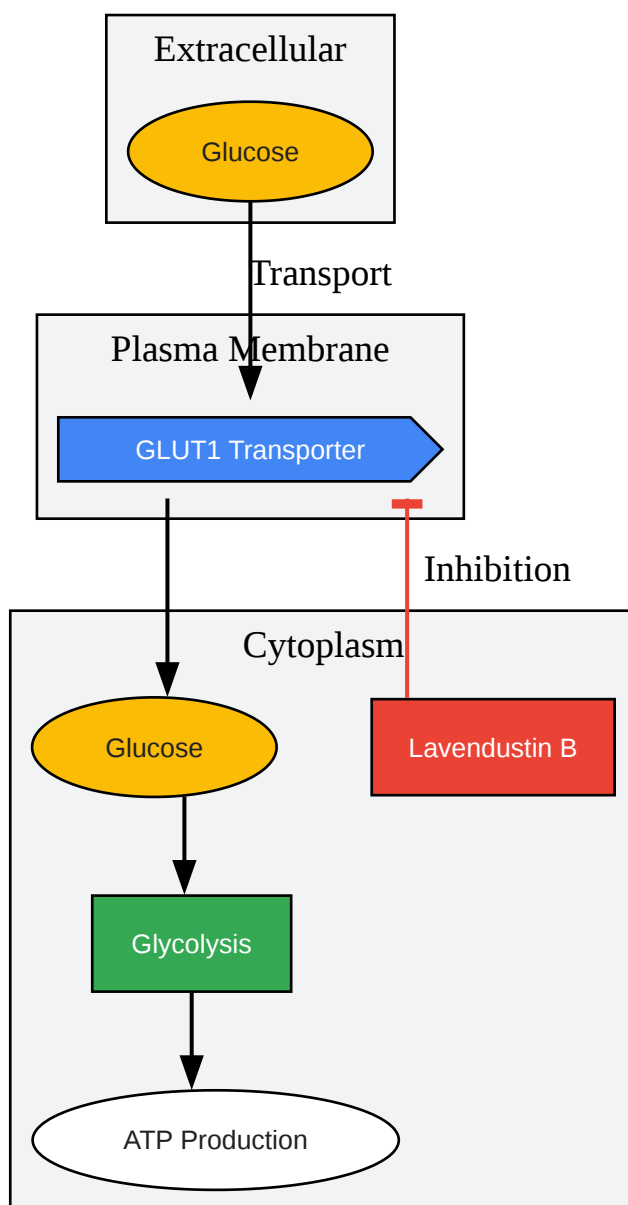 Extracellular
Glucose
Transport
Plasma Membrane
GLUT1 Transporter
Inhibition
Cytoplasm
Glucose
Lavendustin B
Glycolysis
ATP Production